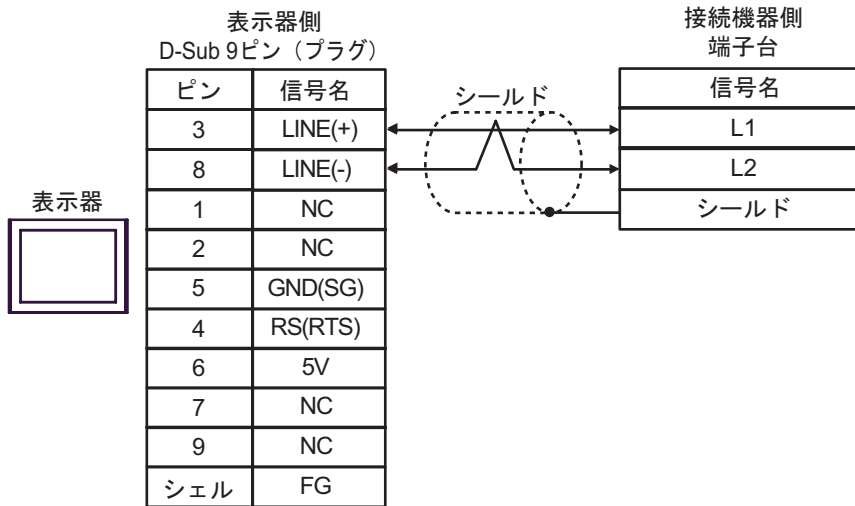 表示器側
D-Sub 9ピン（プラグ）
ピン 信号名
3 LINE(+)
8 LINE(-)
1 NC
2 NC
5 GND(SG)
4 RS(RTS)
6 5V
7 NC
9 NC
シェル FG
表示器
シールド
接続機器側
端子台
信号名
L1
L2
シールド